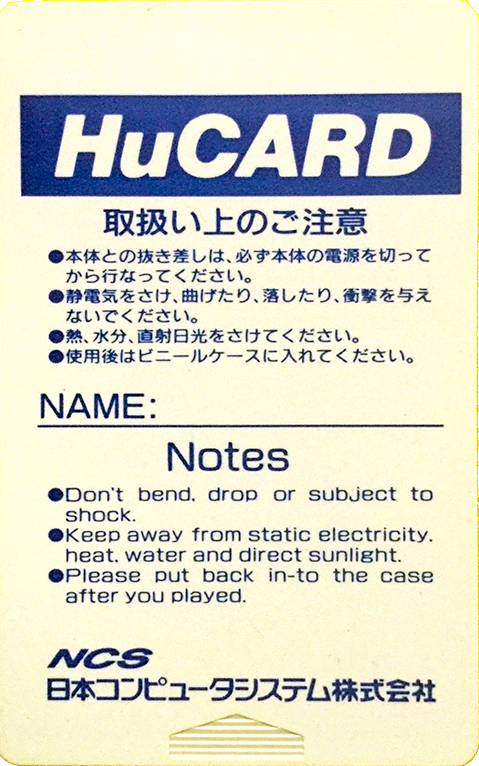 HuCARD
取扱い上のご注意
●本体との抜き差しは、必ず本体の電源を切って
から行なってください。
●静電気をさけ、曲げたり、落したり、衝撃を与え
ないでください。
●熱、水分、直射日光をさけてください。
●使用後はビニールケースに入れてください。
NAME:
Notes
●Don't bend, drop or subject to
shock.
●Keep away from static electricity,
heat, water and direct sunlight.
●Please put back in-to the case
after you played.
NCS
日本コンピュータシステム株式会社